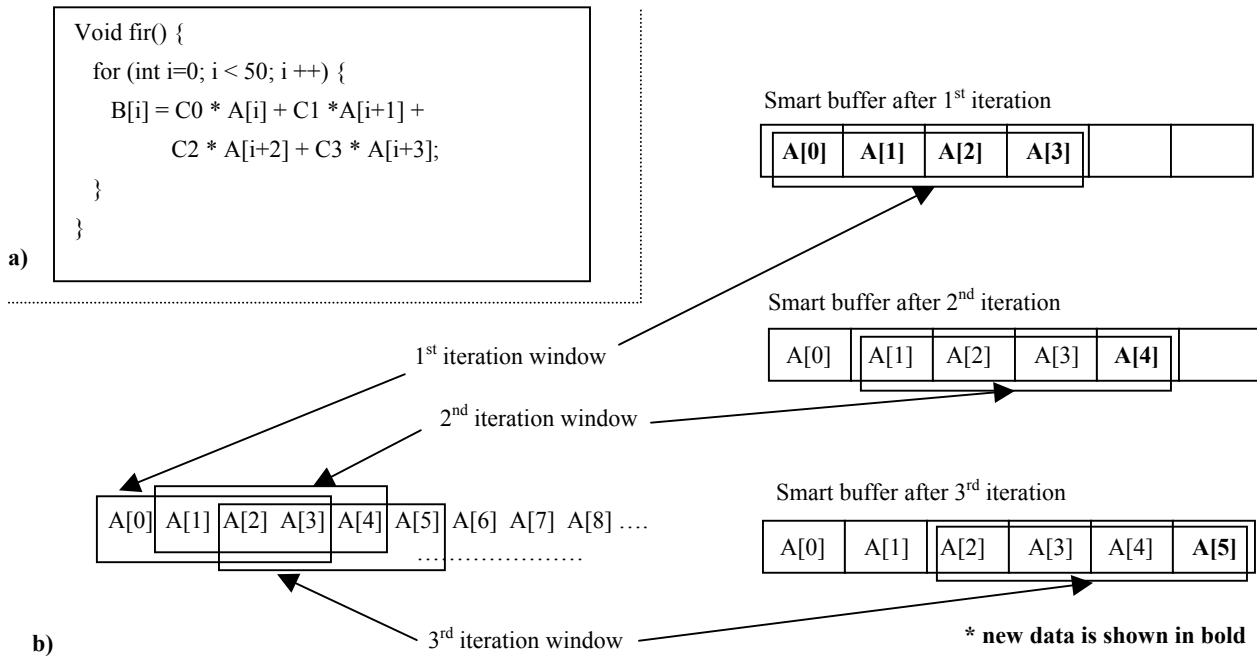 Void fir() {
for (int i=0; i < 50; i ++) {
B[i] = C0 * A[i] + C1 *A[i+1] +
C2 * A[i+2] + C3 * A[i+3];
}
}
a)
Smart buffer after 1st iteration
A[0] A[1] A[2] A[3]
Smart buffer after 2nd iteration
A[0] A[1] A[2] A[3] A[4]
1st iteration window
2nd iteration window
Smart buffer after 3rd iteration
A[0] A[1] A[2] A[3] A[4] A[5]
A[0] A[1] A[2] A[3] A[4] A[5] A[6] A[7] A[8] ....
.....................
3rd iteration window
b)
* new data is shown in bold